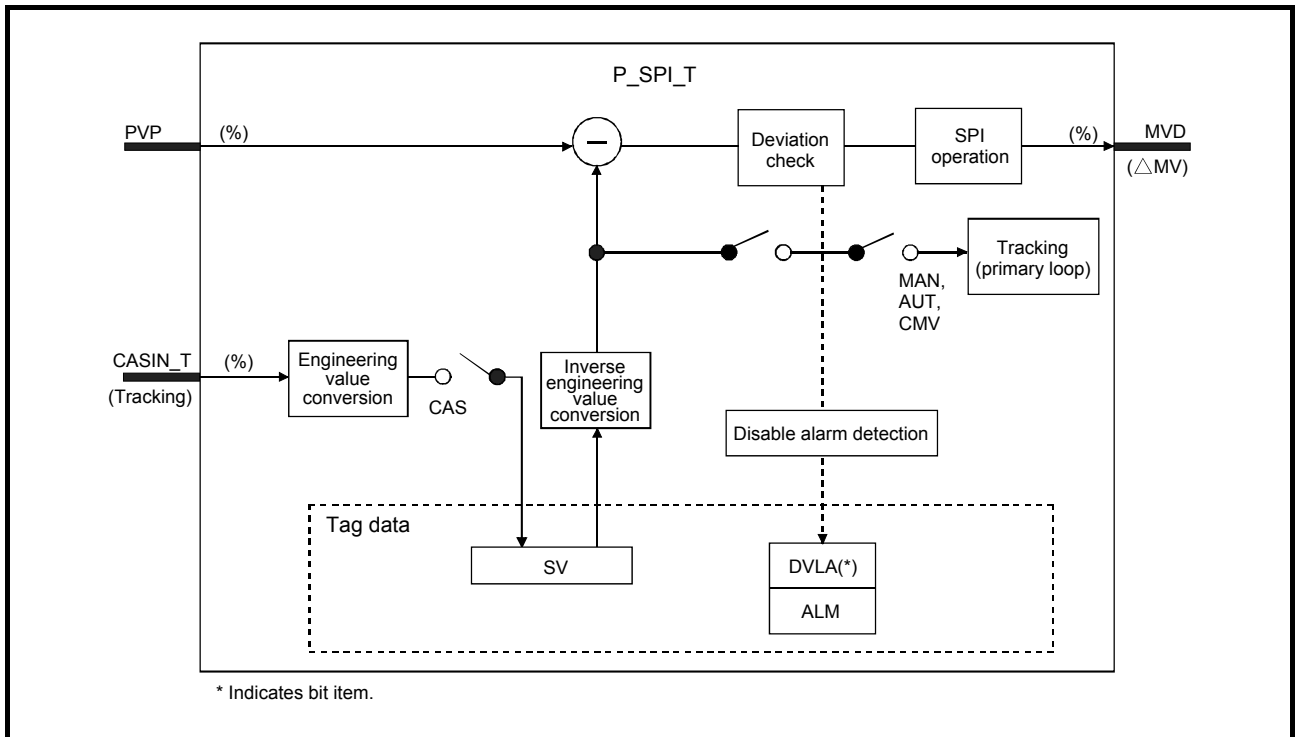 P_SPI_T
PVP
(%)
−
Deviation
check
SPI
operation
(%)
MVD
(△MV)
Tracking
(primary loop)
MAN,
AUT,
CMV
CASIN_T
(%)
(Tracking)
Engineering
value
conversion
CAS
Inverse
engineering
value
conversion
Disable alarm detection
Tag data
SV
DVLA(*)
ALM
* Indicates bit item.